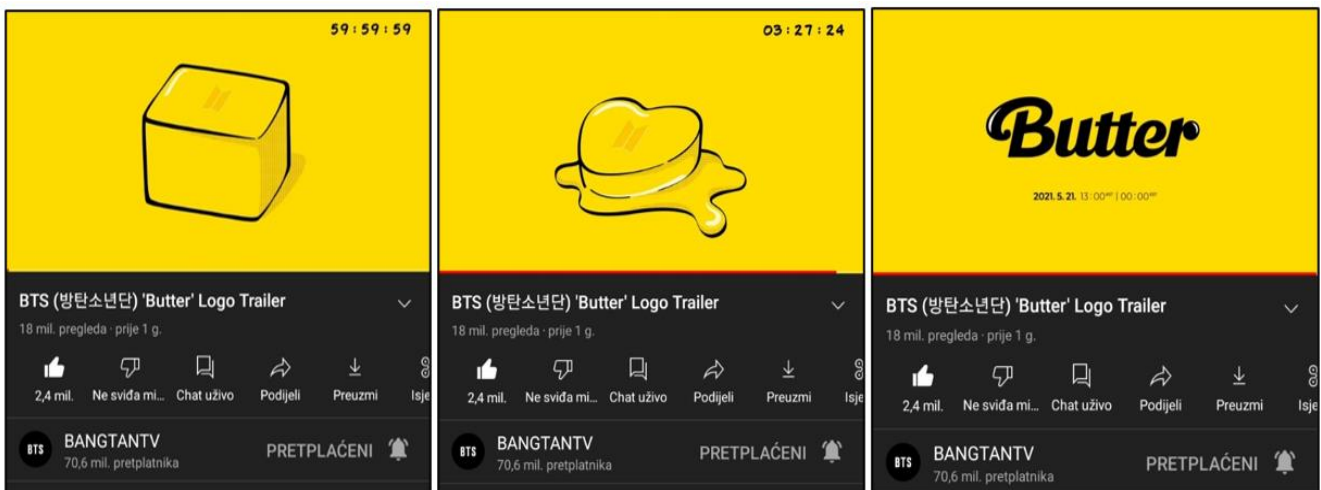 59:59:59
BTS (방탄소년단) 'Butter' Logo Trailer
18 mil. pregleda · prije 1 g.
2,4 mil. Ne sviđa mi... Chat uživo Podijeli Preuzmi Isje
BTS
BANGTANTV
70,6 mil. pretplatnika
PRETPLAĆENI
03:27:24
BTS (방탄소년단) 'Butter' Logo Trailer
18 mil. pregleda · prije 1 g.
2,4 mil. Ne sviđa mi... Chat uživo Podijeli Preuzmi Isje
BTS
BANGTANTV
70,6 mil. pretplatnika
PRETPLAĆENI
Butter
2021. 5. 21. 13:00 | 00:00
BTS (방탄소년단) 'Butter' Logo Trailer
18 mil. pregleda · prije 1 g.
2,4 mil. Ne sviđa mi... Chat uživo Podijeli Preuzmi Isje
BTS
BANGTANTV
70,6 mil. pretplatnika
PRETPLAĆENI